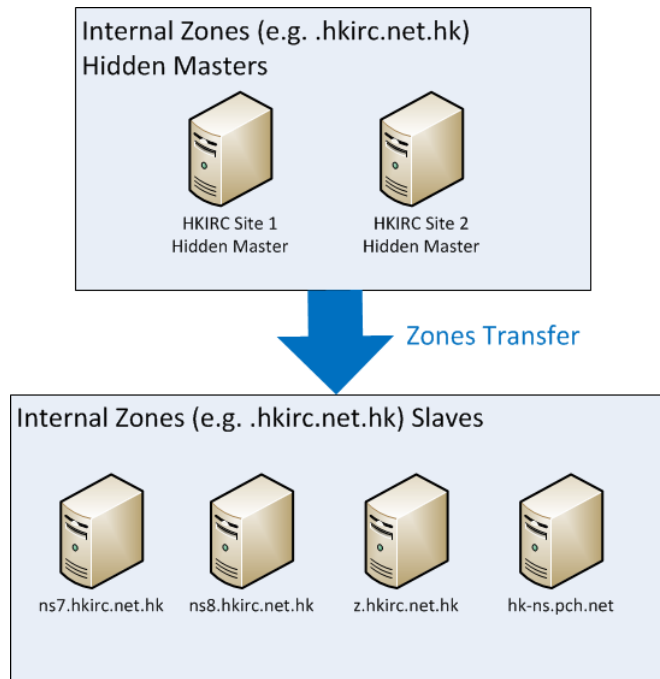 Internal Zones (e.g. .hkirc.net.hk)
Hidden Masters
HKIRC Site 1
Hidden Master
HKIRC Site 2
Hidden Master
Zones Transfer
Internal Zones (e.g. .hkirc.net.hk) Slaves
ns7.hkirc.net.hk
ns8.hkirc.net.hk
z.hkirc.net.hk
hk-ns.pch.net